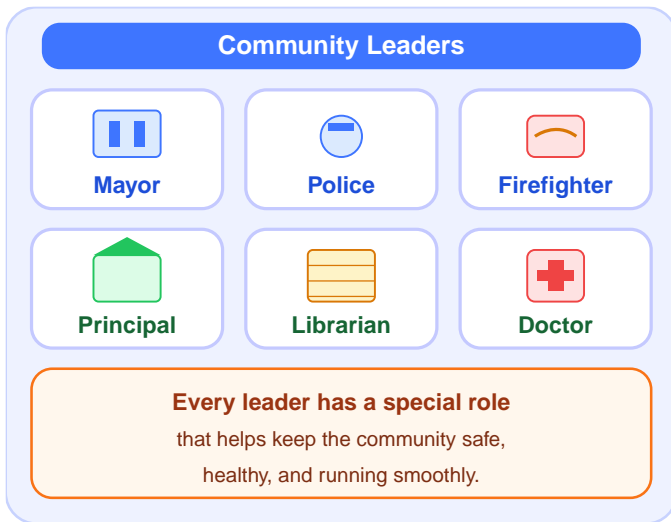 Community Leaders
Mayor
Police
Firefighter
Principal
Librarian
Doctor
Every leader has a special role
that helps keep the community safe,
healthy, and running smoothly.